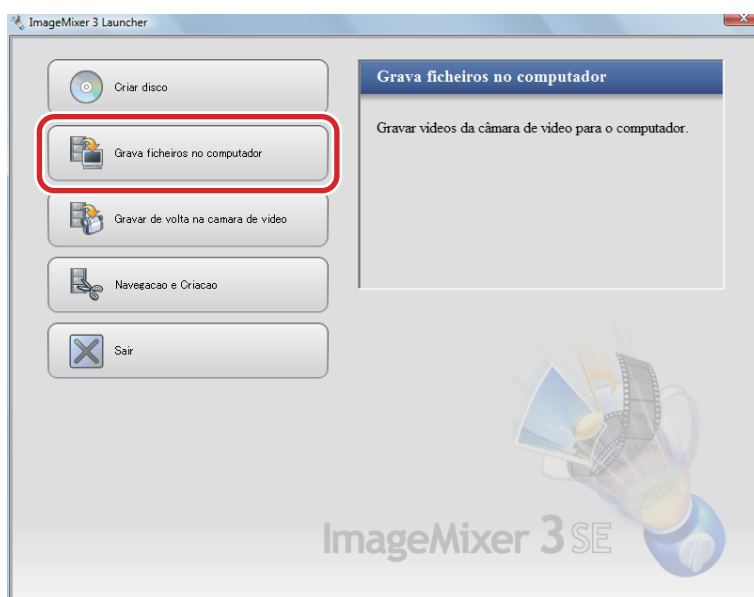 ImageMixer 3 Launcher
Criar disco
Grava ficheiros no computador
Gravar de volta na camara de video
Navegacao e Criacao
Sair
Grava ficheiros no computador
Gravar vídeos da câmara de vídeo para o computador.
ImageMixer 3 SE